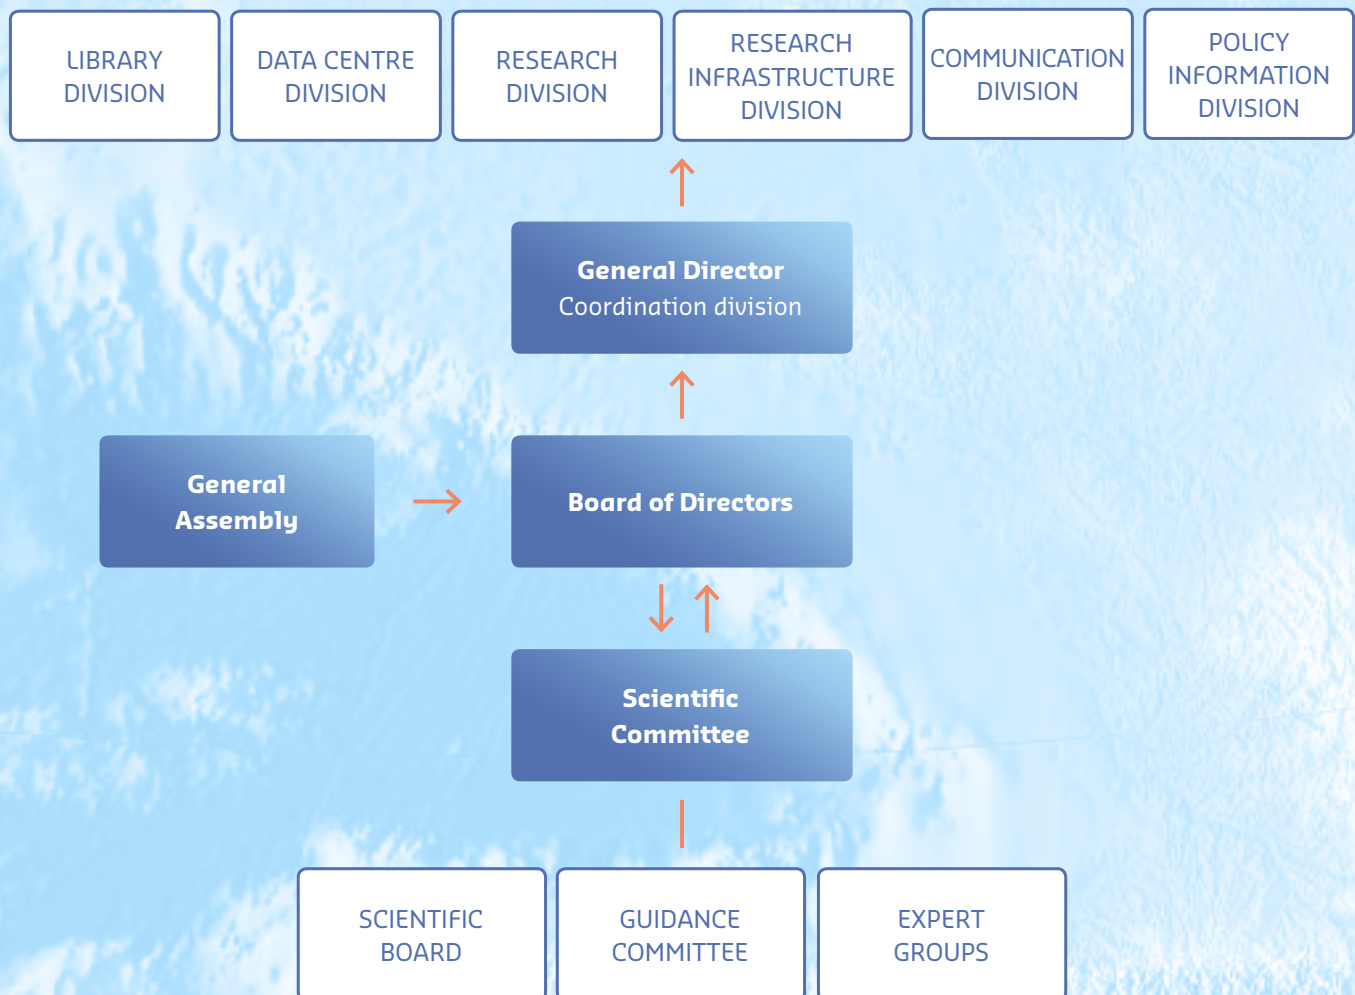 LIBRARY
DIVISION
DATA CENTRE
DIVISION
RESEARCH
DIVISION
RESEARCH
INFRASTRUCTURE
DIVISION
COMMUNICATION
DIVISION
POLICY
INFORMATION
DIVISION
General Director
Coordination division
General
Assembly
Board of Directors
Scientific
Committee
SCIENTIFIC
BOARD
GUIDANCE
COMMITTEE
EXPERT
GROUPS